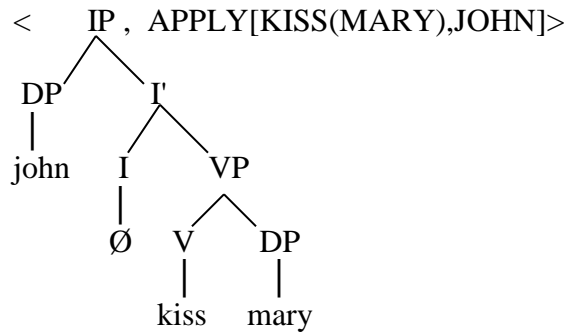 < IP , APPLY[KISS(MARY),JOHN]>
DP I'
john I VP
Ø V DP
kiss mary